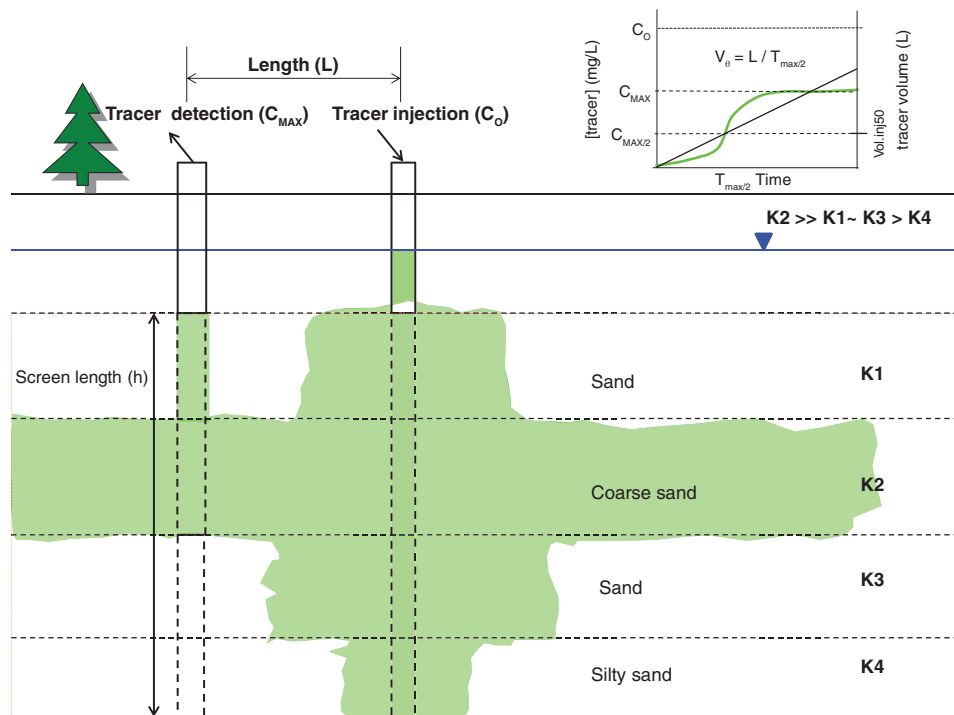 Length (L)
Tracer detection (C_MAX)
Tracer injection (C_O)
[tracer] (mg/L)
C_O
C_MAX
C_MAX/2
V_θ = L / T_max/2
Vol.inj50
tracer volume (L)
T_max/2 Time
K2 >> K1~ K3 > K4
Screen length (h)
Sand
K1
Coarse sand
K2
Sand
K3
Silty sand
K4